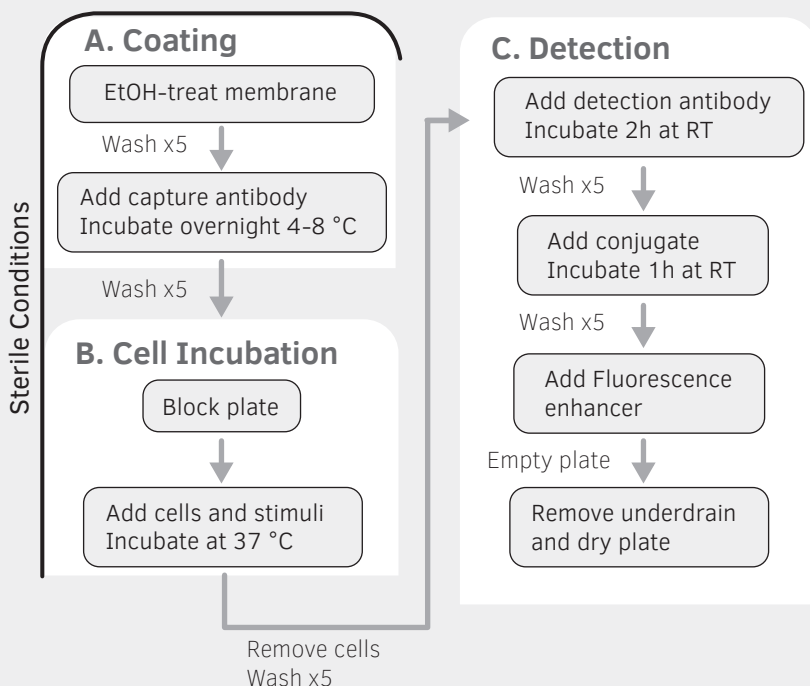 Sterile Conditions
A. Coating
EtOH-treat membrane
Wash x5
Add capture antibody
Incubate overnight 4-8 °C
Wash x5
B. Cell Incubation
Block plate
Add cells and stimuli
Incubate at 37 °C
Remove cells
Wash x5
C. Detection
Add detection antibody
Incubate 2h at RT
Wash x5
Add conjugate
Incubate 1h at RT
Wash x5
Add Fluorescence
enhancer
Empty plate
Remove underdrain
and dry plate